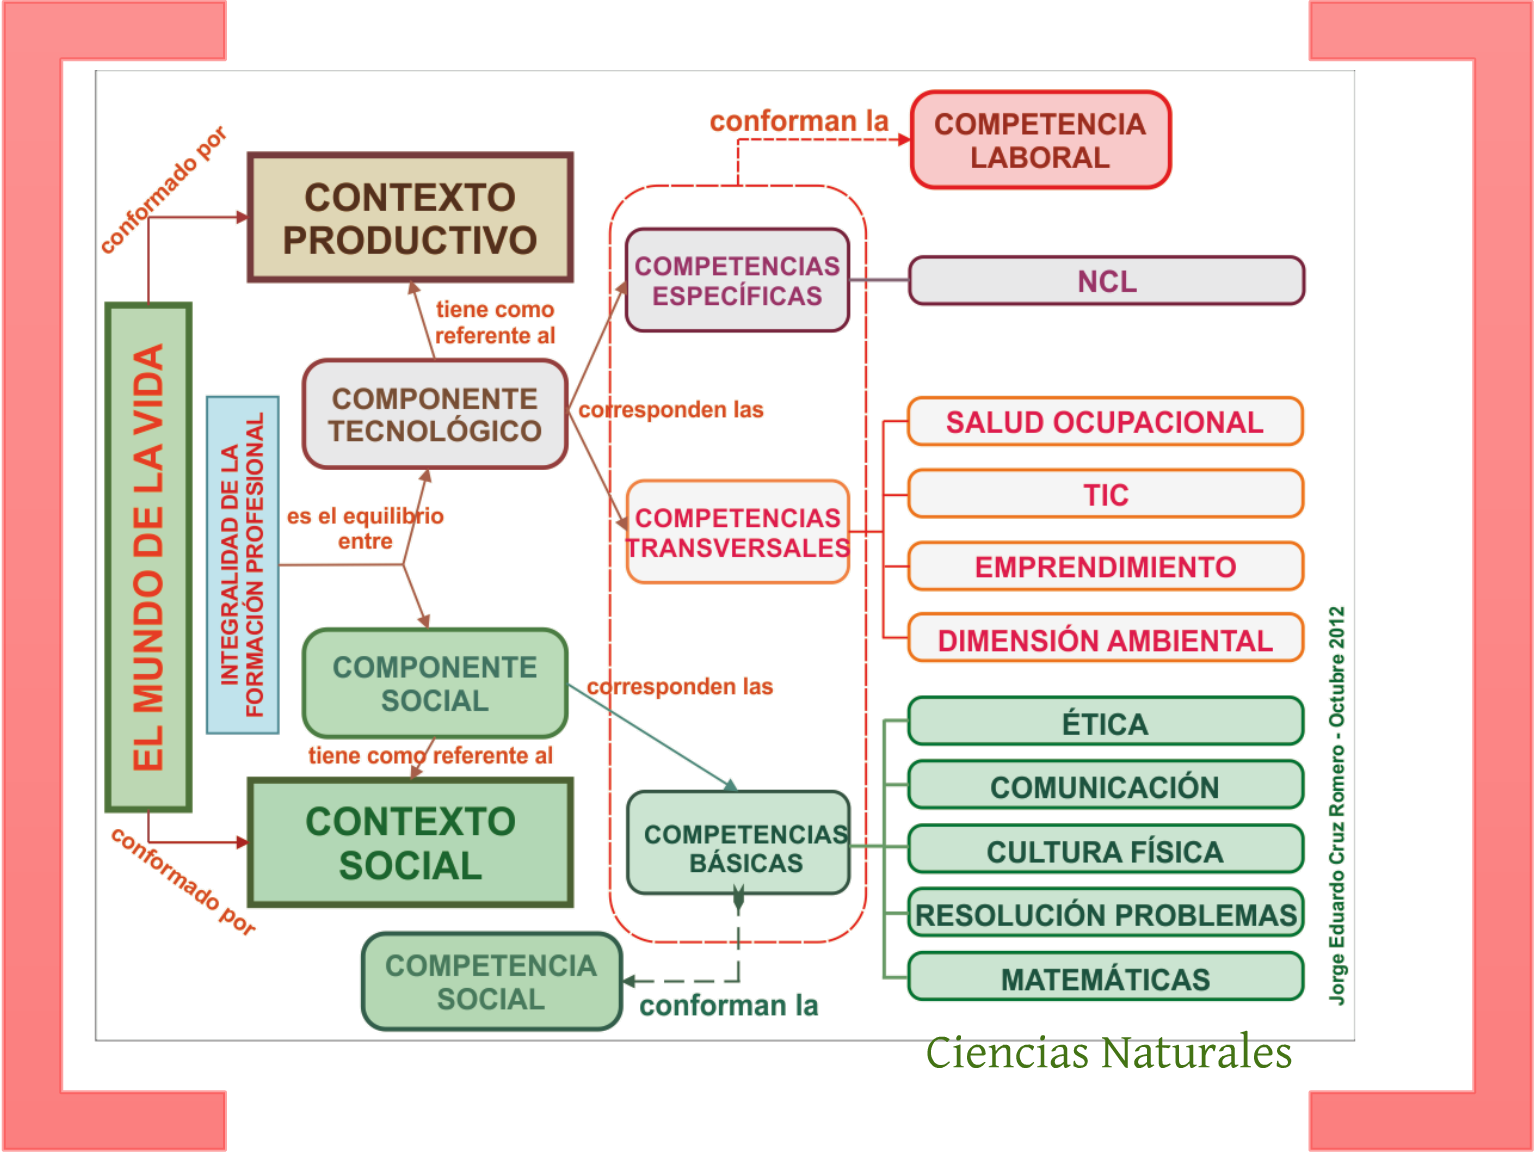 conforman la
COMPETENCIA
LABORAL
conformado por
CONTEXTO
PRODUCTIVO
COMPETENCIAS
ESPECÍFICAS
NCL
tiene como
referente al
EL MUNDO DE LA VIDA
INTEGRALIDAD DE LA
FORMACIÓN PROFESIONAL
COMPONENTE
TECNOLÓGICO
corresponden las
SALUD OCUPACIONAL
TIC
es el equilibrio
entre
COMPETENCIAS
TRANSVERSALES
EMPRENDIMIENTO
DIMENSIÓN AMBIENTAL
COMPONENTE
SOCIAL
corresponden las
ÉTICA
tiene como referente al
COMUNICACIÓN
CONTEXTO
SOCIAL
conformado por
COMPETENCIAS
BÁSICAS
CULTURA FÍSICA
RESOLUCIÓN PROBLEMAS
MATEMÁTICAS
COMPETENCIA
SOCIAL
conforman la
Jorge Eduardo Cruz Romero - Octubre 2012
Ciencias Naturales